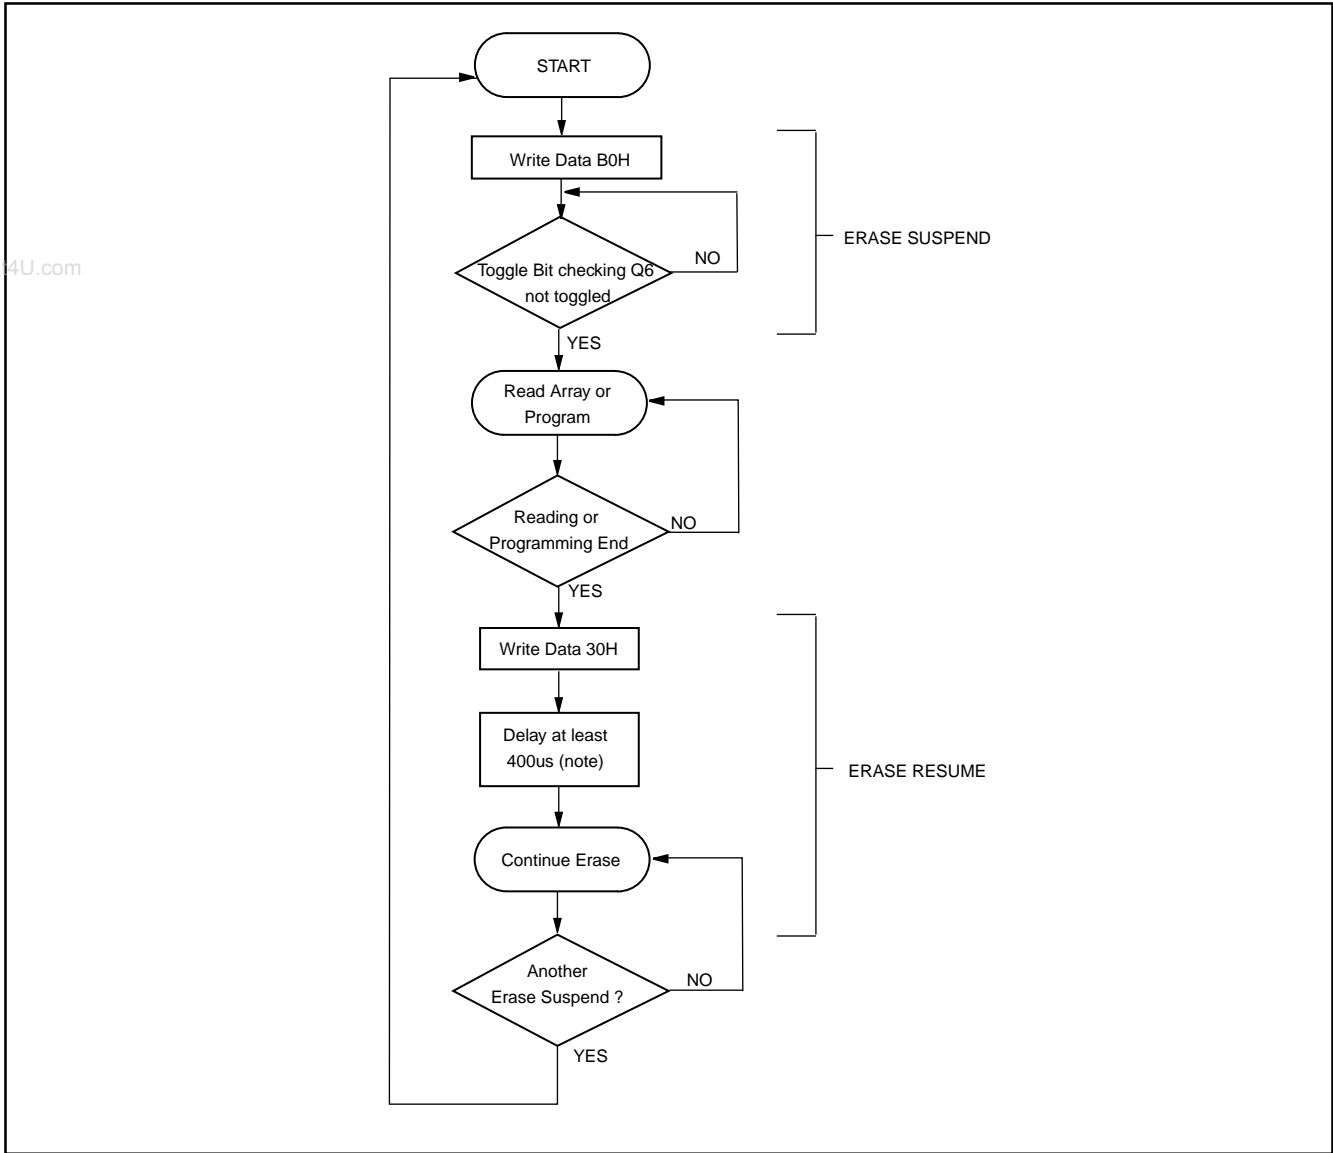 START
Write Data B0H
ERASE SUSPEND
4U.com
NO
Toggle Bit checking Q6
not toggled
YES
Read Array or
Program
Reading or
NO
Programming End
YES
Write Data 30H
Delay at least
400us (note)
ERASE RESUME
Continue Erase
Another
NO
Erase Suspend ?
YES